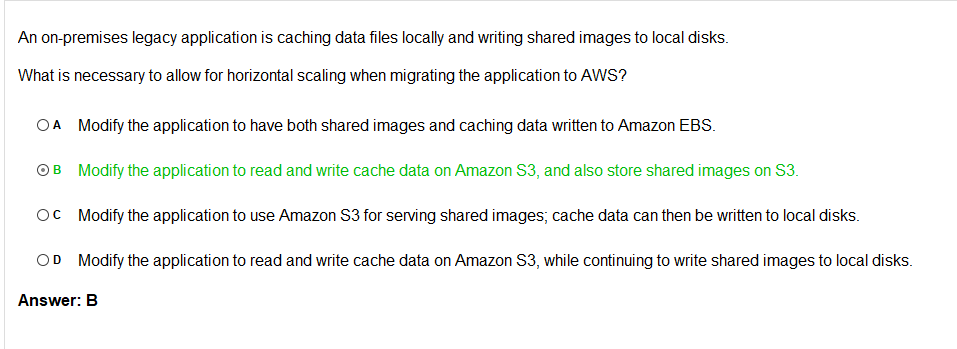 An on-premises legacy application is caching data files locally and writing shared images to local disks.
What is necessary to allow for horizontal scaling when migrating the application to AWS?
A Modify the application to have both shared images and caching data written to Amazon EBS.
B Modify the application to read and write cache data on Amazon S3, and also store shared images on S3.
C Modify the application to use Amazon S3 for serving shared images; cache data can then be written to local disks.
D Modify the application to read and write cache data on Amazon S3, while continuing to write shared images to local disks.
Answer: B